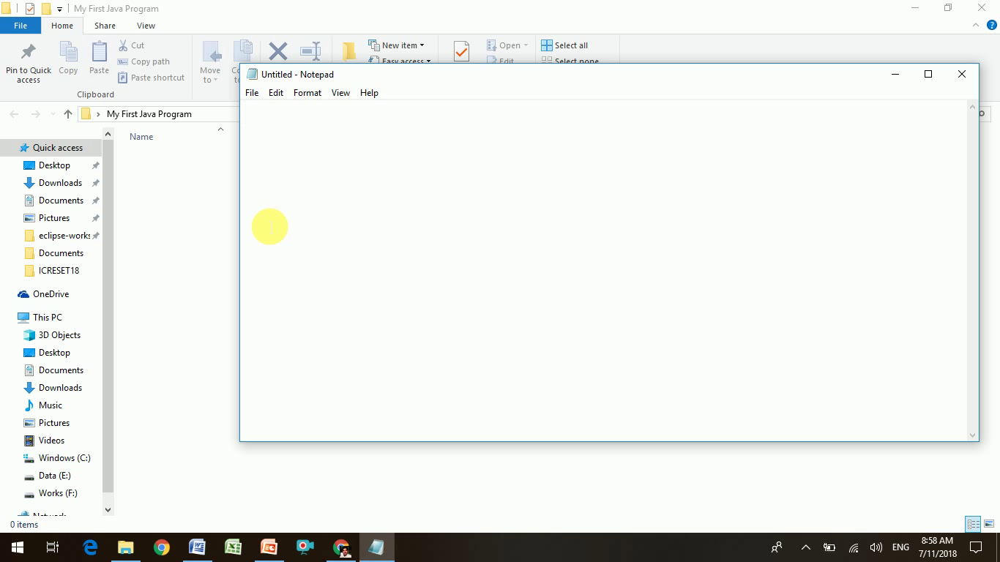 My First Java Program
File Home Share View
Pin to Quick access
Copy
Paste
Cut
Copy path
Paste shortcut
Clipboard
Move to
New item
Easy access
Open
Edit
Select all
Select none
My First Java Program
Untitled - Notepad
File Edit Format View Help
Name
Quick access
Desktop
Downloads
Documents
Pictures
eclipse-works
Documents
ICRESET18
OneDrive
This PC
3D Objects
Desktop
Documents
Downloads
Music
Pictures
Videos
Windows (C:)
Data (E:)
Works (F:)
Network
0 items
ENG
8:58 AM
7/11/2018